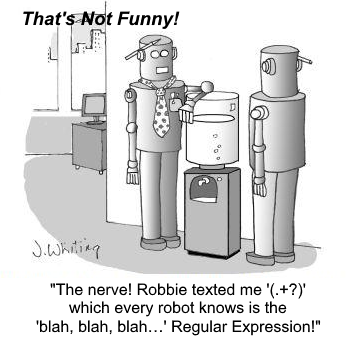 That's Not Funny!
J.Whiting
"The nerve! Robbie texted me '(.+?)'
which every robot knows is the
'blah, blah, blah…' Regular Expression!"